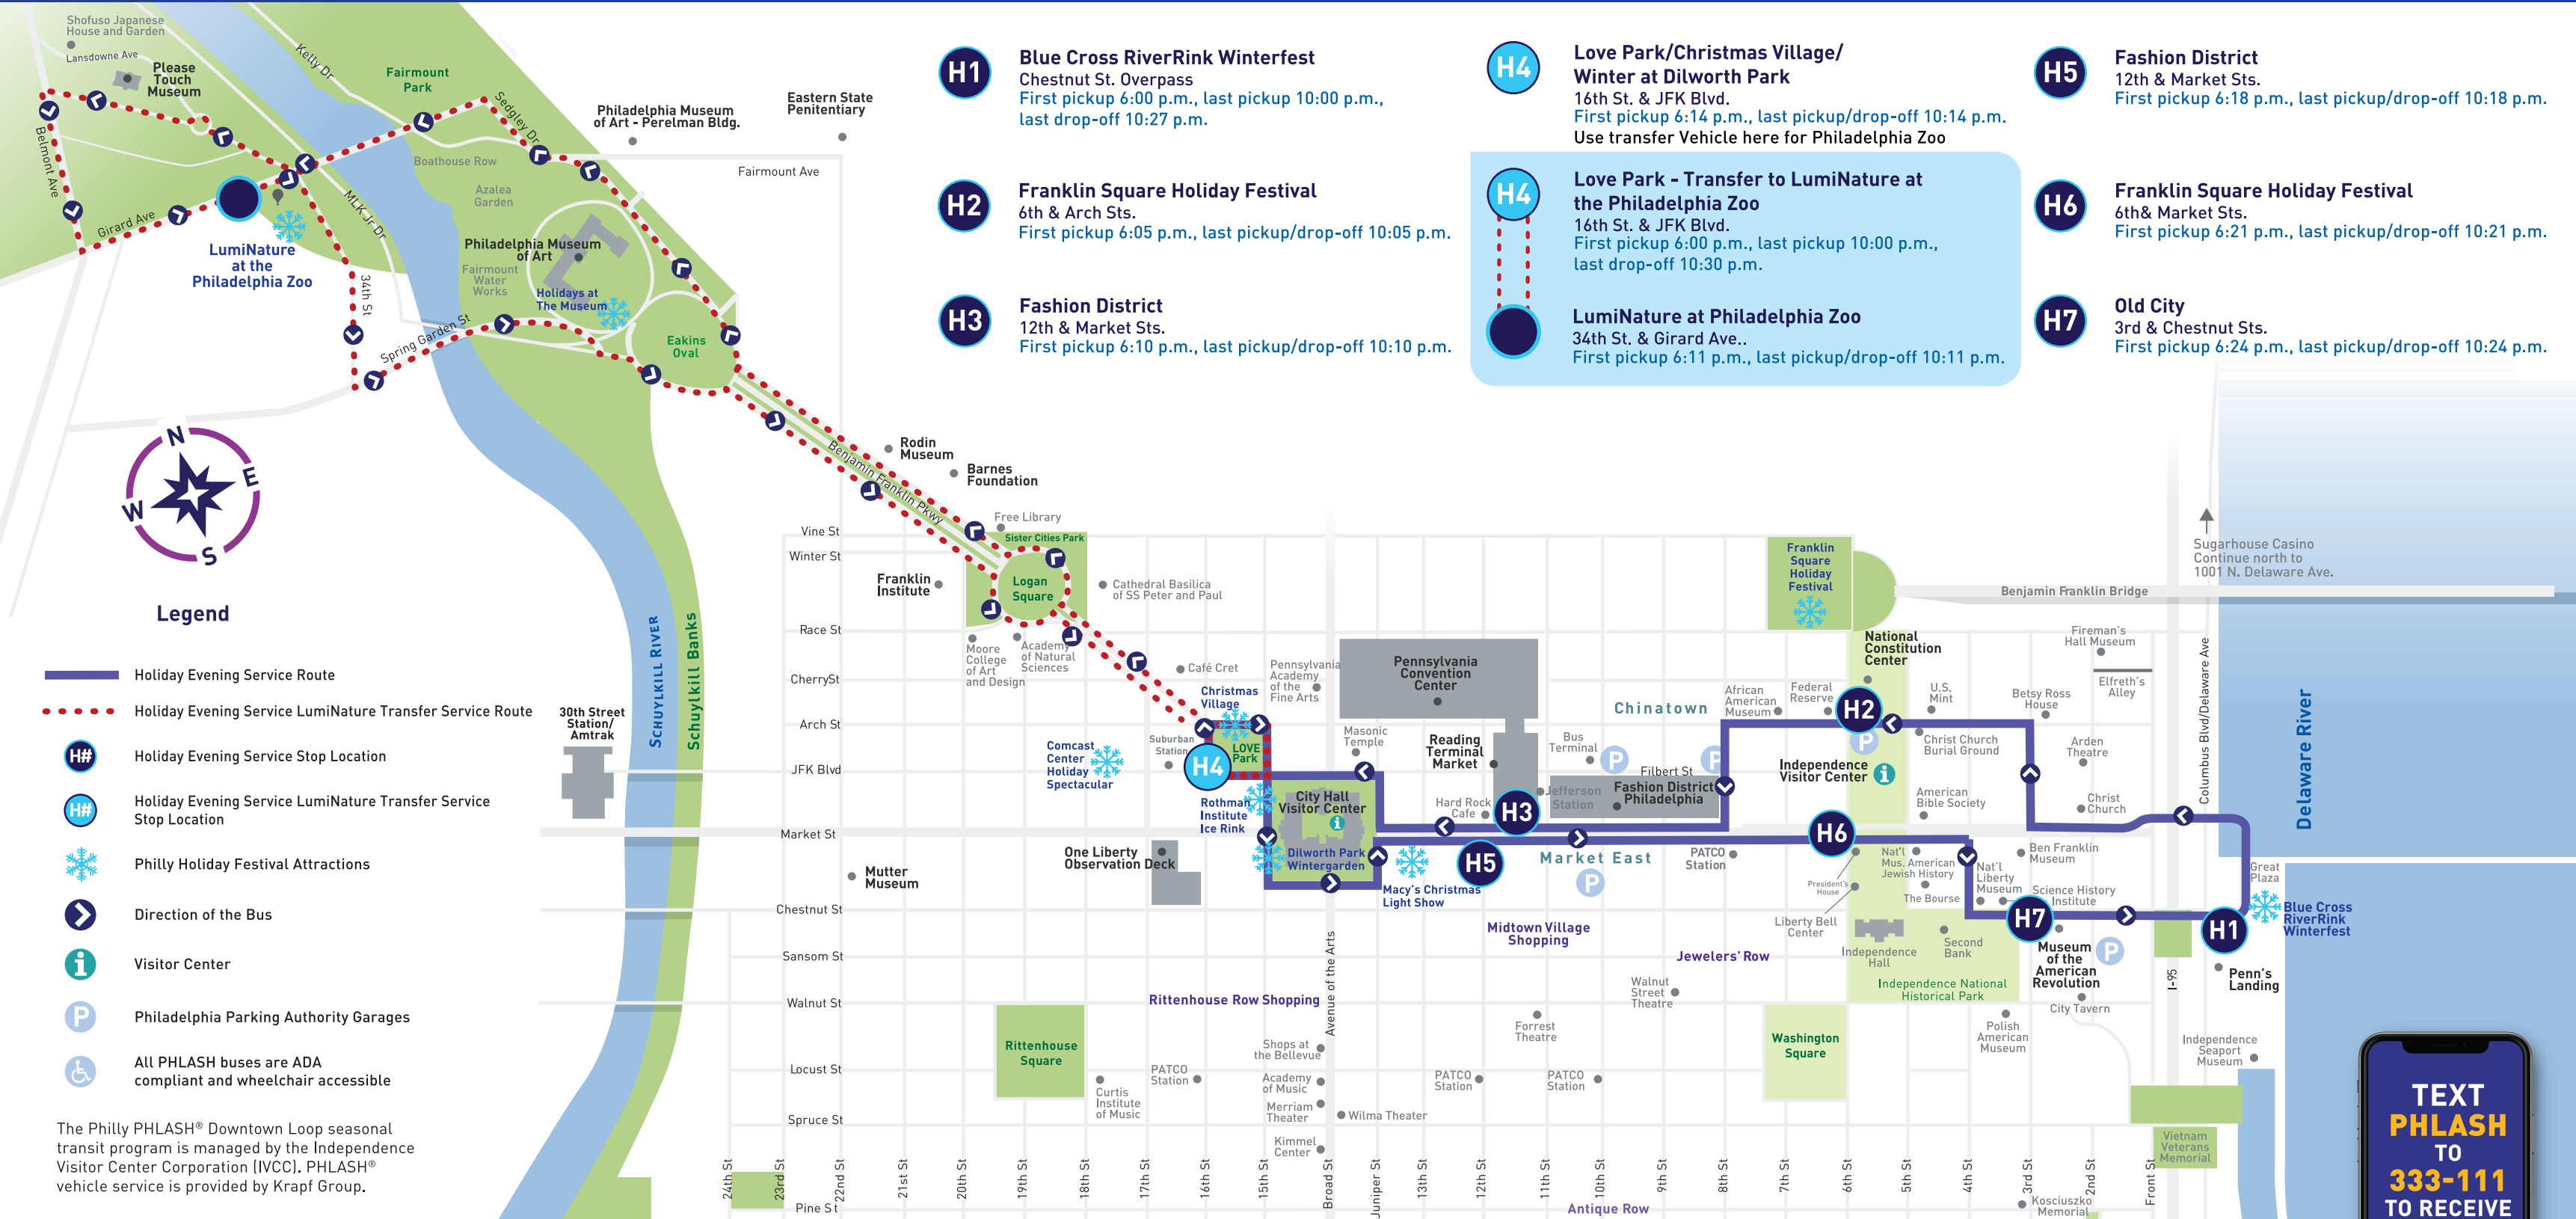 Shofuso Japanese
House and Garden
Lansdowne Ave
Please
Touch
Museum
Belmont Ave
Girard Ave
LumiNature
at the
Philadelphia Zoo
Kelly Dr
Fairmount
Park
Sedgley Dr
Boathouse Row
Azalea
Garden
MLK Jr Dr
34th St
Spring Garden St
Philadelphia Museum
of Art
Fairmount
Water
Works
Holidays at
The Museum
Eakins
Oval
Philadelphia Museum
of Art - Perelman Bldg.
Eastern State
Penitentiary
Fairmount Ave
H1
Blue Cross RiverRink Winterfest
Chestnut St. Overpass
First pickup 6:00 p.m., last pickup 10:00 p.m.,
last drop-off 10:27 p.m.
H2
Franklin Square Holiday Festival
6th & Arch Sts.
First pickup 6:05 p.m., last pickup/drop-off 10:05 p.m.
H3
Fashion District
12th & Market Sts.
First pickup 6:10 p.m., last pickup/drop-off 10:10 p.m.
H4
Love Park/Christmas Village/
Winter at Dilworth Park
16th St. & JFK Blvd.
First pickup 6:14 p.m., last pickup/drop-off 10:14 p.m.
Use transfer Vehicle here for Philadelphia Zoo
H4
Love Park - Transfer to LumiNature at
the Philadelphia Zoo
16th St. & JFK Blvd.
First pickup 6:00 p.m., last pickup 10:00 p.m.,
last drop-off 10:30 p.m.
LumiNature at Philadelphia Zoo
34th St. & Girard Ave..
First pickup 6:11 p.m., last pickup/drop-off 10:11 p.m.
H5
Fashion District
12th & Market Sts.
First pickup 6:18 p.m., last pickup/drop-off 10:18 p.m.
H6
Franklin Square Holiday Festival
6th& Market Sts.
First pickup 6:21 p.m., last pickup/drop-off 10:21 p.m.
H7
Old City
3rd & Chestnut Sts.
First pickup 6:24 p.m., last pickup/drop-off 10:24 p.m.
N
E
W
S
Legend
Holiday Evening Service Route
Holiday Evening Service LumiNature Transfer Service Route
H#
Holiday Evening Service Stop Location
H#
Holiday Evening Service LumiNature Transfer Service
Stop Location
Philly Holiday Festival Attractions
Direction of the Bus
i
Visitor Center
P
Philadelphia Parking Authority Garages
All PHLASH buses are ADA
compliant and wheelchair accessible
The Philly PHLASH® Downtown Loop seasonal
transit program is managed by the Independence
Visitor Center Corporation (IVCC). PHLASH®
vehicle service is provided by Krapf Group.
30th Street
Station/
Amtrak
SCHUYLKILL RIVER
Schuylkill Banks
Benjamin Franklin Pkwy
Rodin
Museum
Barnes
Foundation
Free Library
Sister Cities Park
Logan
Square
Franklin
Institute
Cathedral Basilica
of SS Peter and Paul
Moore
College
of Art
and Design
Academy
of Natural
Sciences
Café Cret
Pennsylvania
Academy
of the
Fine Arts
Vine St
Winter St
Race St
CherrySt
Arch St
JFK Blvd
Market St
Chestnut St
Sansom St
Walnut St
Locust St
Spruce St
Pine St
Christmas
Village
Suburban
Station
LOVE
Park
H4
Comcast
Center
Holiday
Spectacular
Rothman
Institute
Ice Rink
City Hall
Visitor Center
i
Dilworth Park
Wintergarden
One Liberty
Observation Deck
Mutter
Museum
Macy's Christmas
Light Show
Pennsylvania
Convention
Center
Masonic
Temple
Reading
Terminal
Market
Hard Rock
Cafe
H3
H5
Chinatown
Bus
Terminal
P
P
Filbert St
Jefferson
Station
Fashion District
Philadelphia
Market East
P
PATCO
Station
Midtown Village
Shopping
Jewelers' Row
Rittenhouse Row Shopping
Avenue of the Arts
Rittenhouse
Square
Curtis
Institute
of Music
PATCO
Station
Shops at
the Bellevue
Academy
of Music
Merriam
Theater
Wilma Theater
Kimmel
Center
Forrest
Theatre
Walnut
Street
Theatre
PATCO
Station
PATCO
Station
Washington
Square
Antique Row
Franklin
Square
Holiday
Festival
Benjamin Franklin Bridge
Sugarhouse Casino
Continue north to
1001 N. Delaware Ave.
National
Constitution
Center
African
American
Museum
Federal
Reserve
H2
P
U.S.
Mint
Christ Church
Burial Ground
Betsy Ross
House
Fireman's
Hall Museum
Elfreth's
Alley
Arden
Theatre
Christ
Church
Independence
Visitor Center
i
American
Bible Society
H6
Nat'l
Mus. American
Jewish History
President's
House
The Bourse
Liberty Bell
Center
Independence
Hall
Second
Bank
Nat'l
Liberty
Museum
Ben Franklin
Museum
Science History
Institute
H7
Museum
of the
American
Revolution
P
City Tavern
Independence National
Historical Park
Polish
American
Museum
Columbus Blvd/Delaware Ave
Delaware River
Great
Plaza
Blue Cross
RiverRink
Winterfest
H1
I-95
Penn's
Landing
Independence
Seaport
Museum
Vietnam
Veterans
Memorial
Kosciuszko
Memorial
24th St
23rd St
22nd St
21st St
20th St
19th St
18th St
17th St
16th St
15th St
Broad St
Juniper St
13th St
12th St
11th St
10th St
9th St
8th St
7th St
6th St
5th St
4th St
3rd St
2nd St
Front St
TEXT
PHLASH
TO
333-111
TO RECEIVE